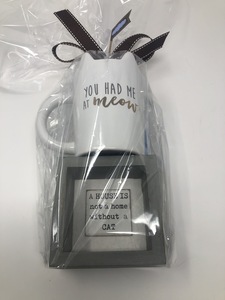 YOU HAD ME
AT meow
A HOUSE IS
not a home
without a
CAT